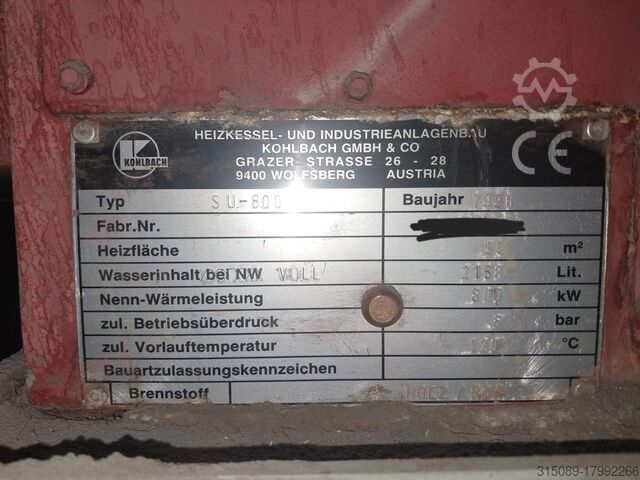 HEIZKESSEL- UND INDUSTRIEANLAGENBAU
KOHLBACH GMBH & CO
GRAZER STRASSE 26 - 28
9400 WOLFSBERG AUSTRIA
K
KOHLBACH
CE
Typ SU-800 Baujahr
Fabr.Nr.
Heizfläche m²
Wasserinhalt bei NW VOLL Lit.
Nenn-Wärmeleistung kW
zul. Betriebsüberdruck bar
zul. Vorlauftemperatur °C
Bauartzulassungskennzeichen
Brennstoff HOLZ
315089-17992266